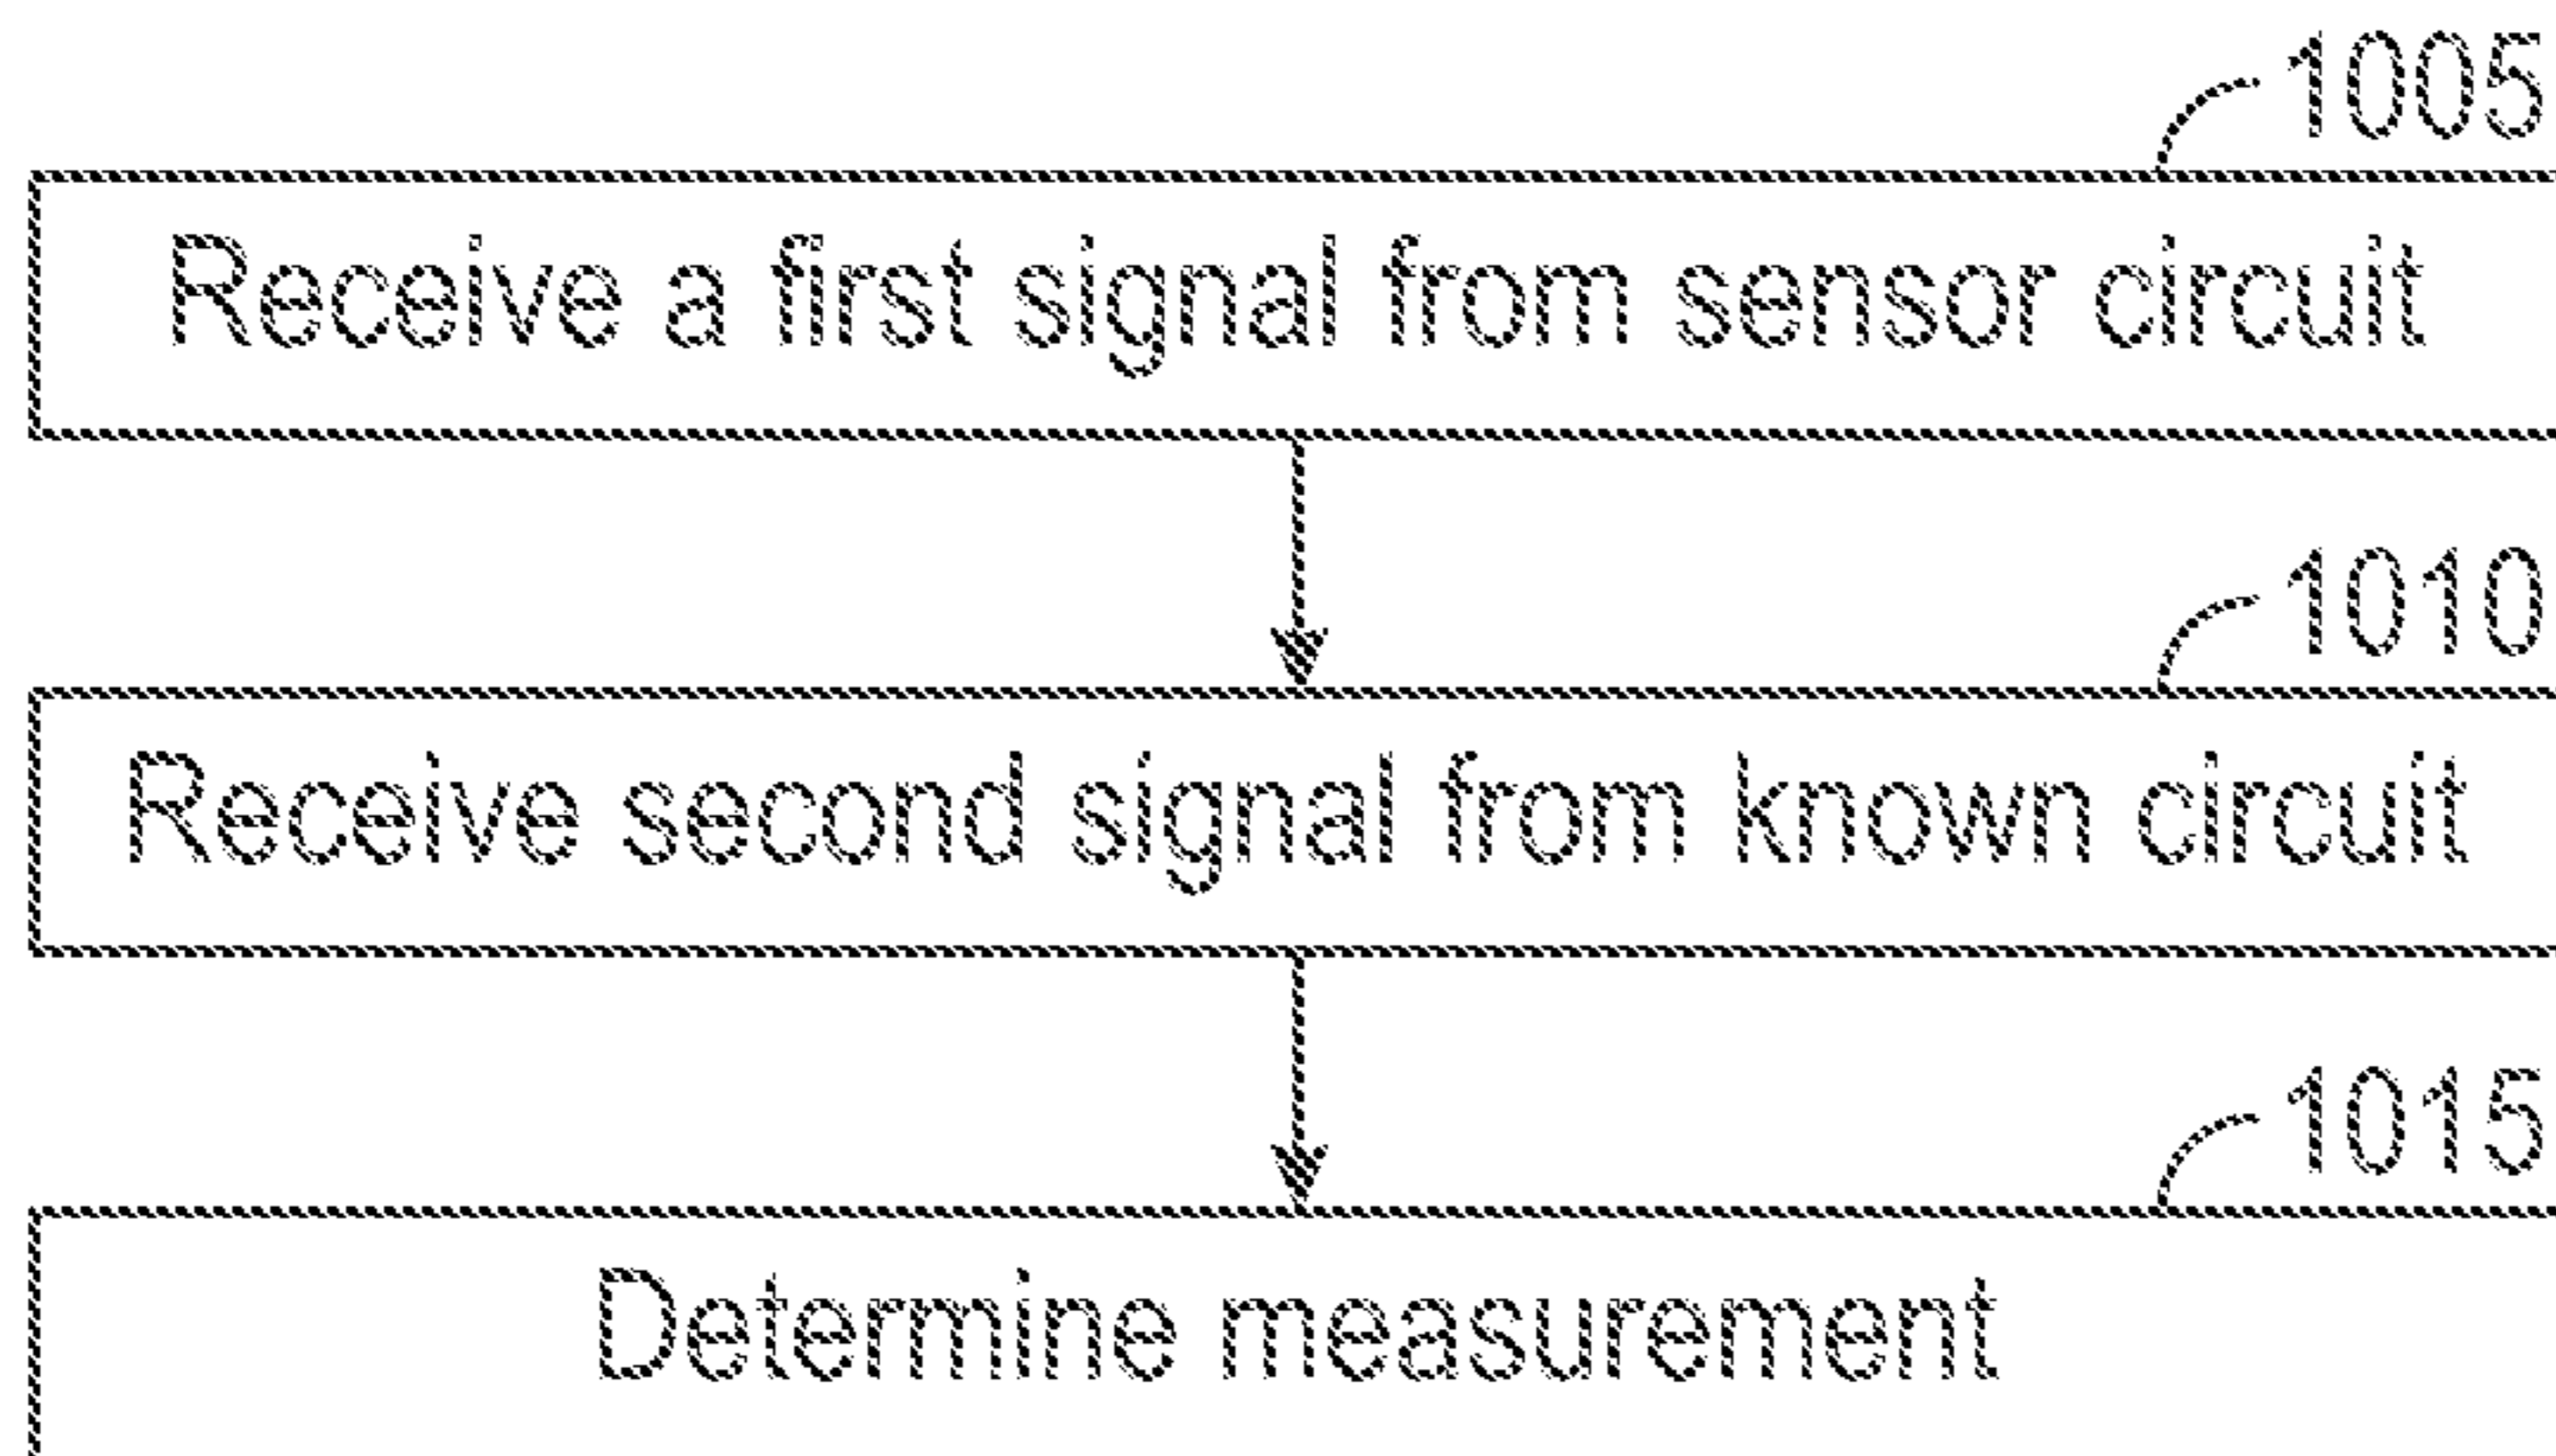 1005
Receive a first signal from sensor circuit
1010
Receive second signal from known circuit
1015
Determine measurement